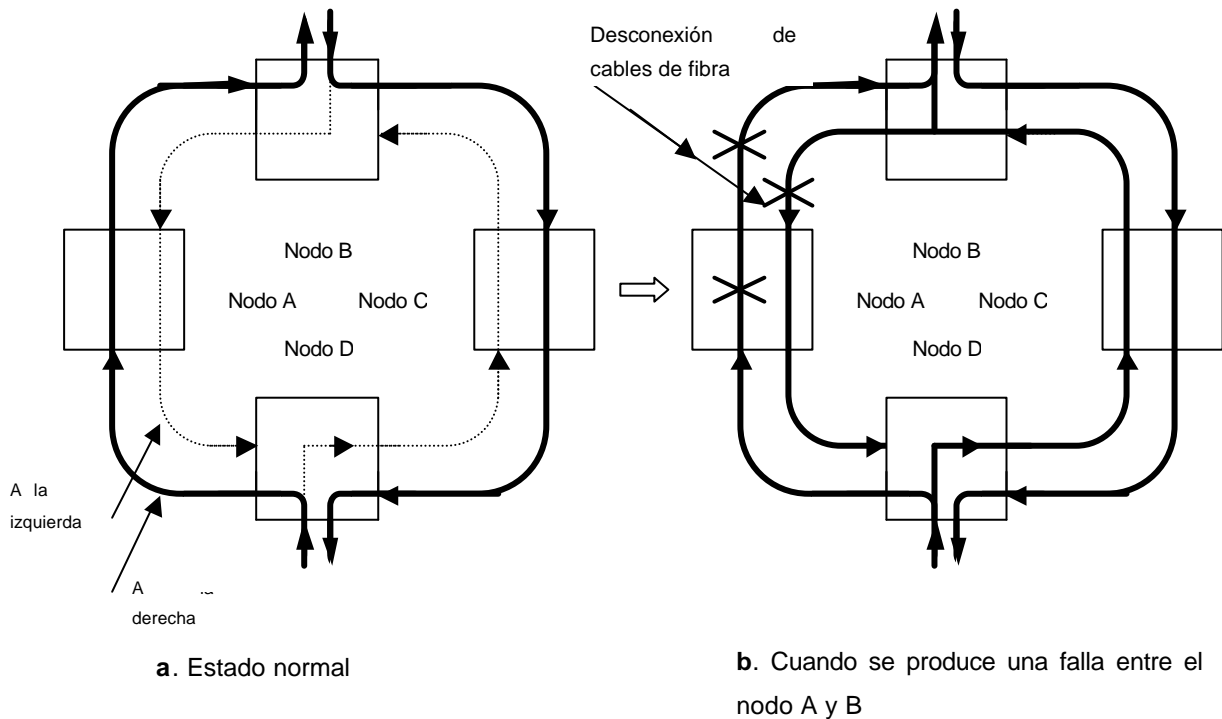 Desconexión de
cables de fibra
Nodo B
Nodo A
Nodo C
Nodo D
Nodo B
Nodo A
Nodo C
Nodo D
A la
izquierda
A
derecha
a. Estado normal
b. Cuando se produce una falla entre el
nodo A y B